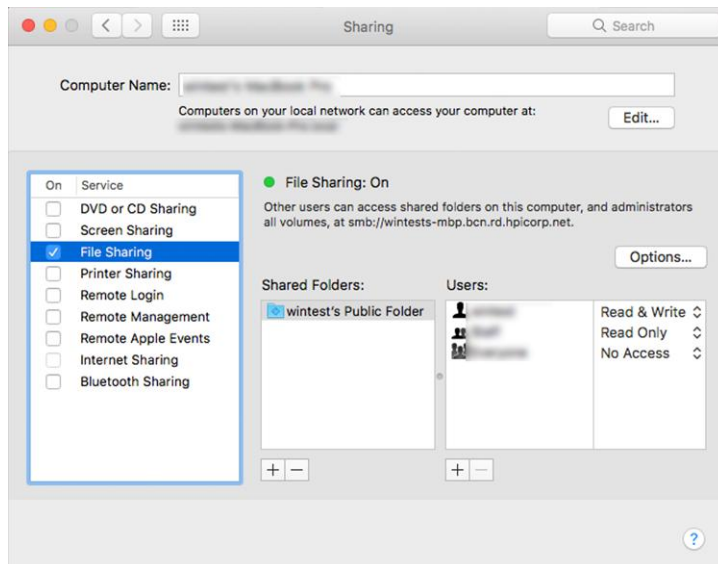 Sharing
Search
Computer Name:
Computers on your local network can access your computer at:
Edit...
On Service
DVD or CD Sharing
Screen Sharing
File Sharing
Printer Sharing
Remote Login
Remote Management
Remote Apple Events
Internet Sharing
Bluetooth Sharing
File Sharing: On
Other users can access shared folders on this computer, and administrators
all volumes, at smb://wintests-mbp.bcn.rd.hpicorp.net.
Options...
Shared Folders:
wintest's Public Folder
Users:
Read & Write
Read Only
No Access
+ −
+ −
?